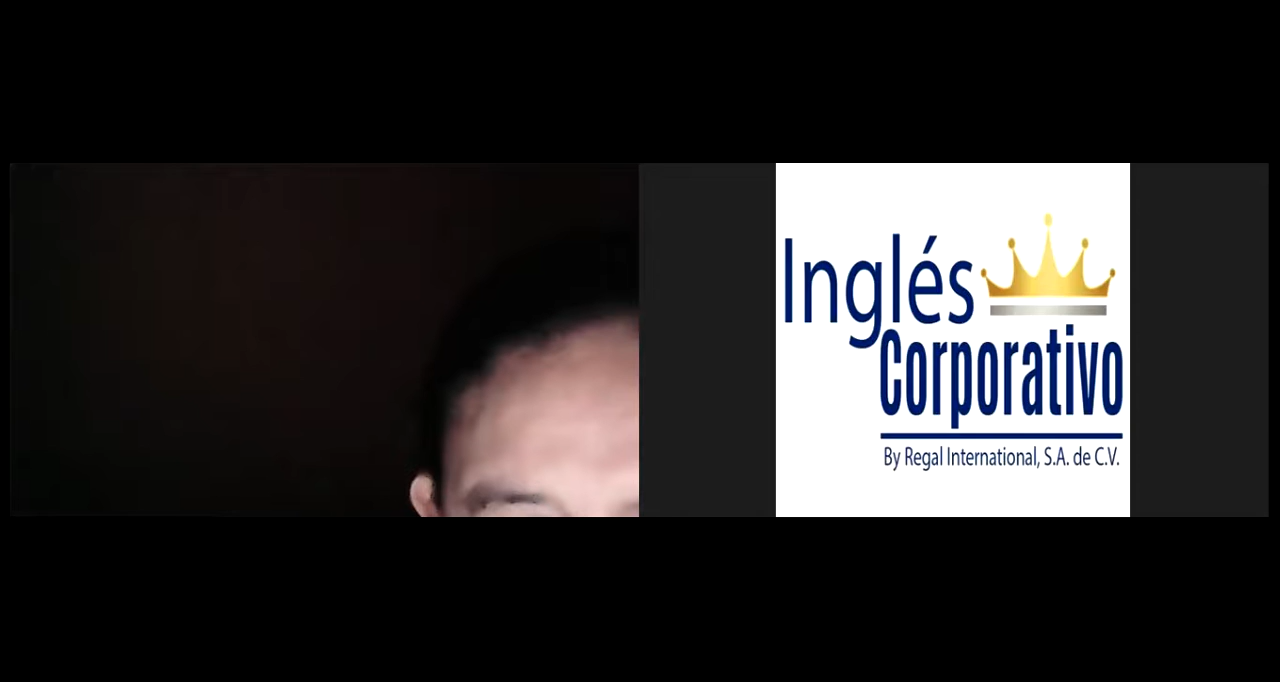 Inglés
Corporativo
By Regal International, S.A. de C.V.